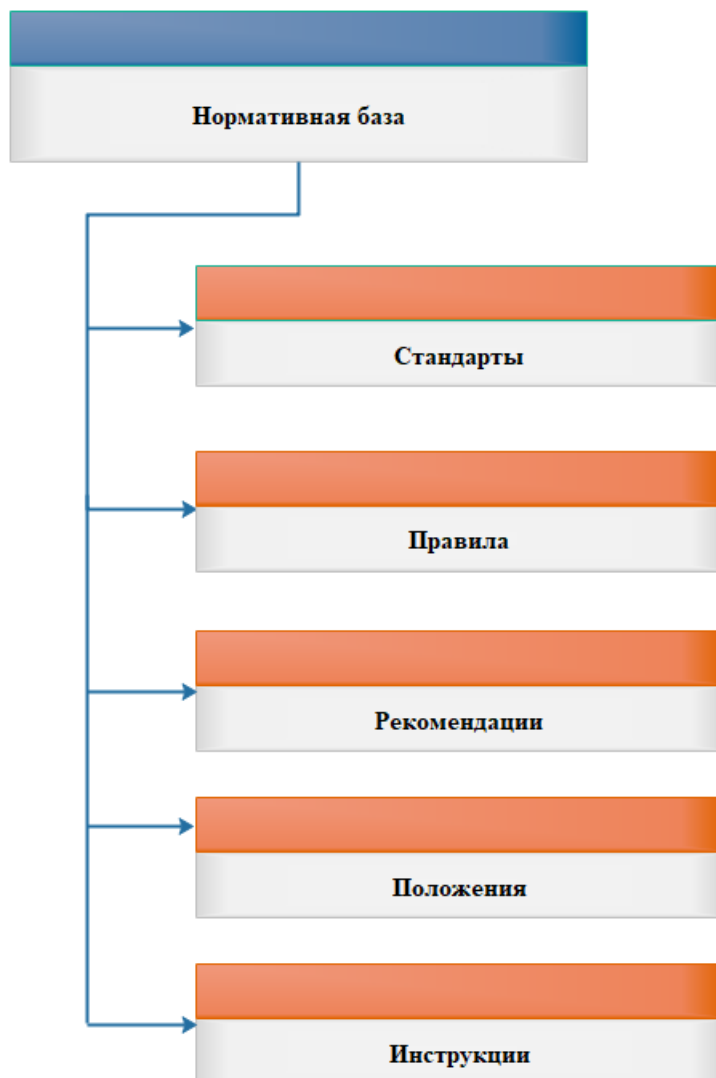 Нормативная база
Стандарты
Правила
Рекомендации
Положения
Инструкции